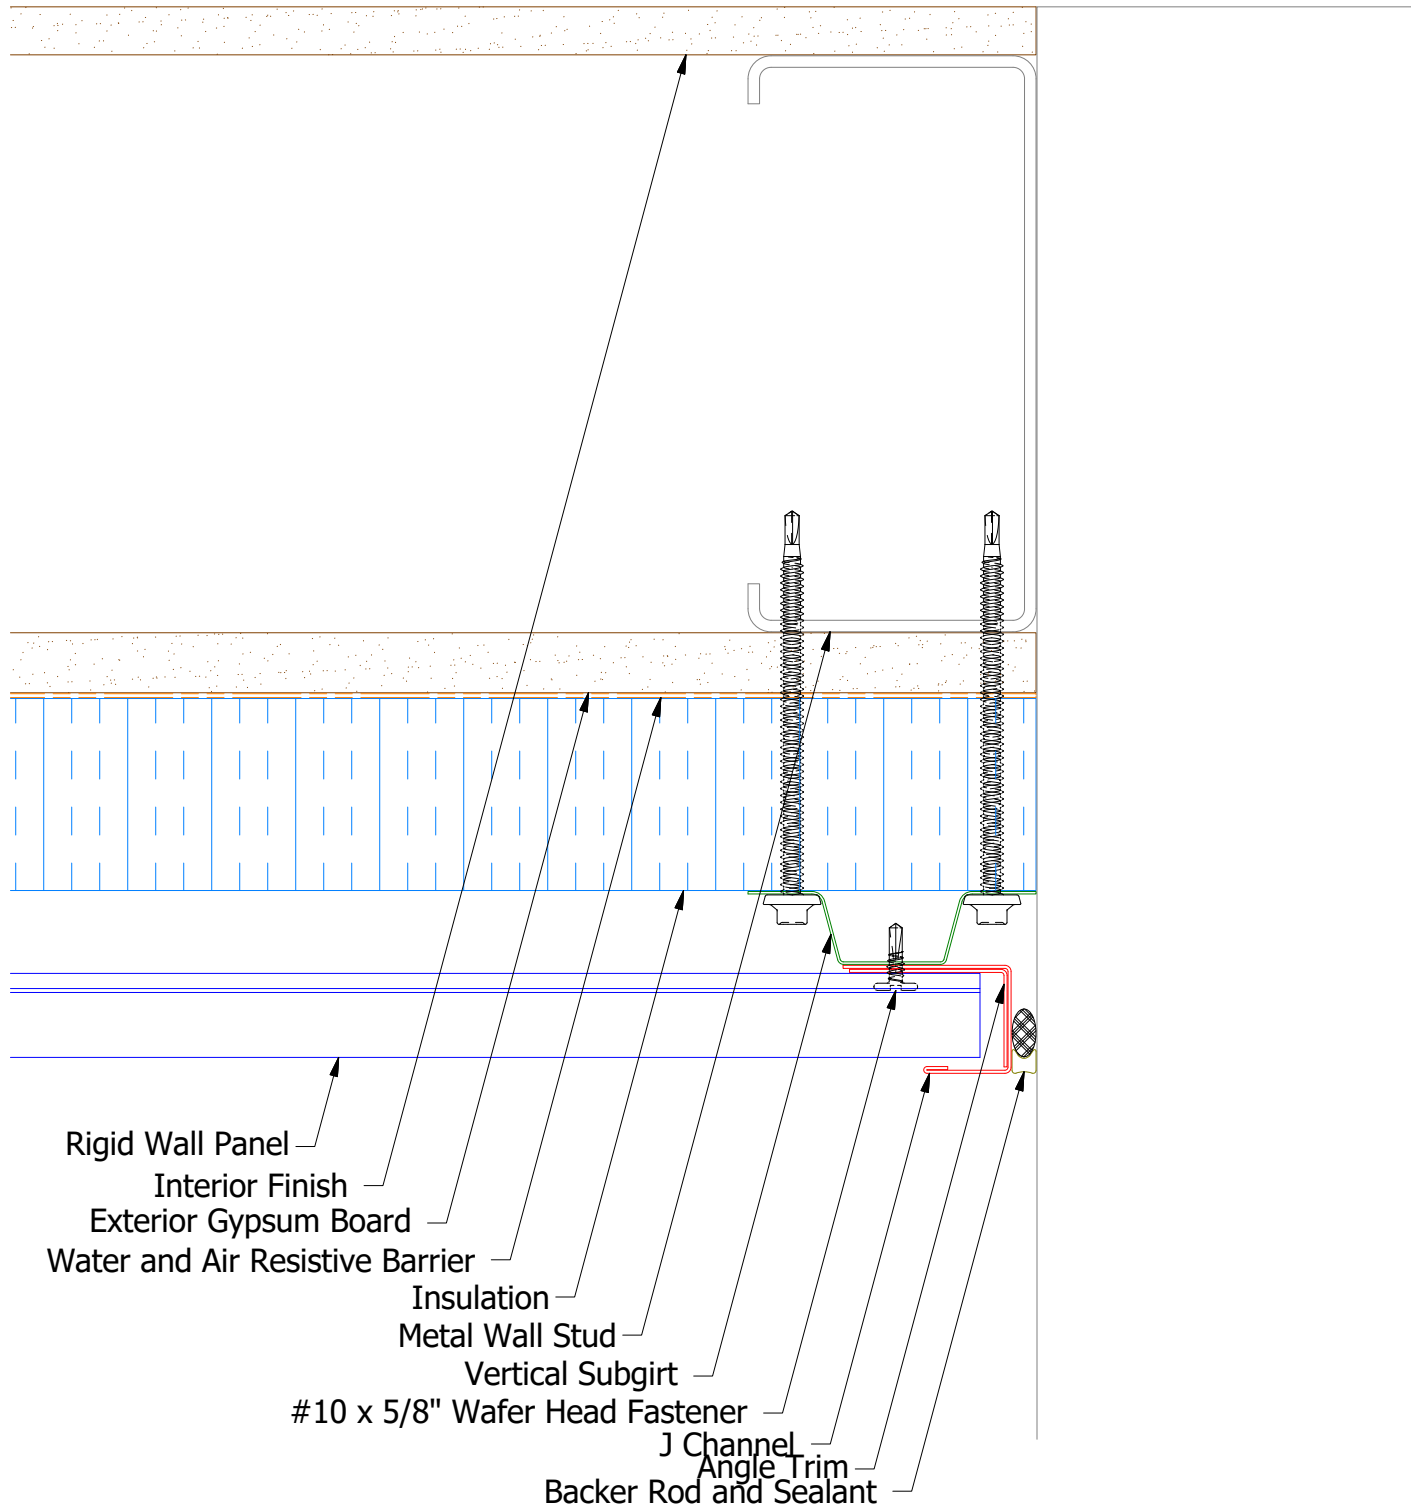 Rigid Wall Panel
Interior Finish
Exterior Gypsum Board
Water and Air Resistive Barrier
Insulation
Metal Wall Stud
Vertical Subgirt
#10 x 5/8" Wafer Head Fastener
J Channel
Angle Trim
Backer Rod and Sealant